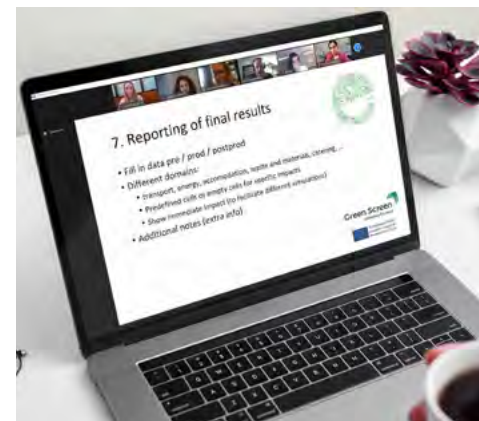 7. Reporting of final results
• Fill in data pre / prod / postprod
• Different domains:
• transport, energy, accomodation, waste and materials, catering, ...
• Predefined cells vs empty cells for specific impacts
• Show immediate impact (to faciliate different simulations)
• Additional notes (extra info)
Green Screen